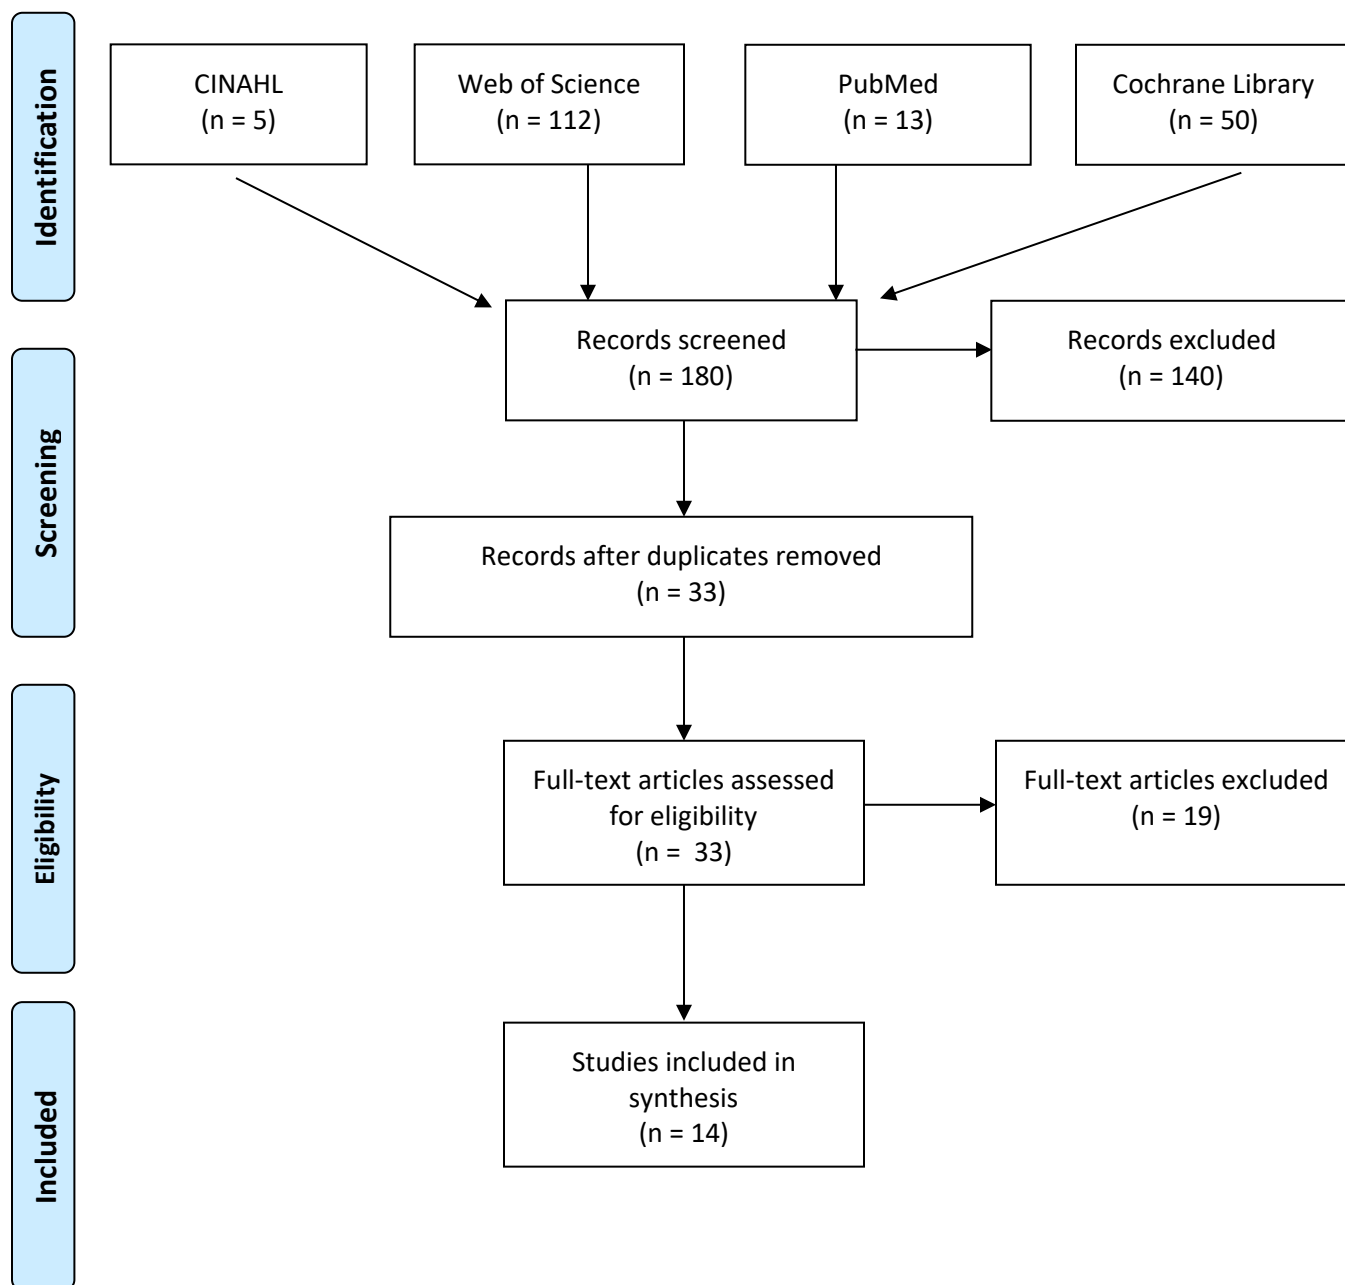 Identification
CINAHL
(n = 5)
Web of Science
(n = 112)
PubMed
(n = 13)
Cochrane Library
(n = 50)
Records screened
(n = 180)
Records excluded
(n = 140)
Screening
Records after duplicates removed
(n = 33)
Eligibility
Full-text articles assessed
for eligibility
(n =  33)
Full-text articles excluded
(n = 19)
Included
Studies included in
synthesis
(n = 14)